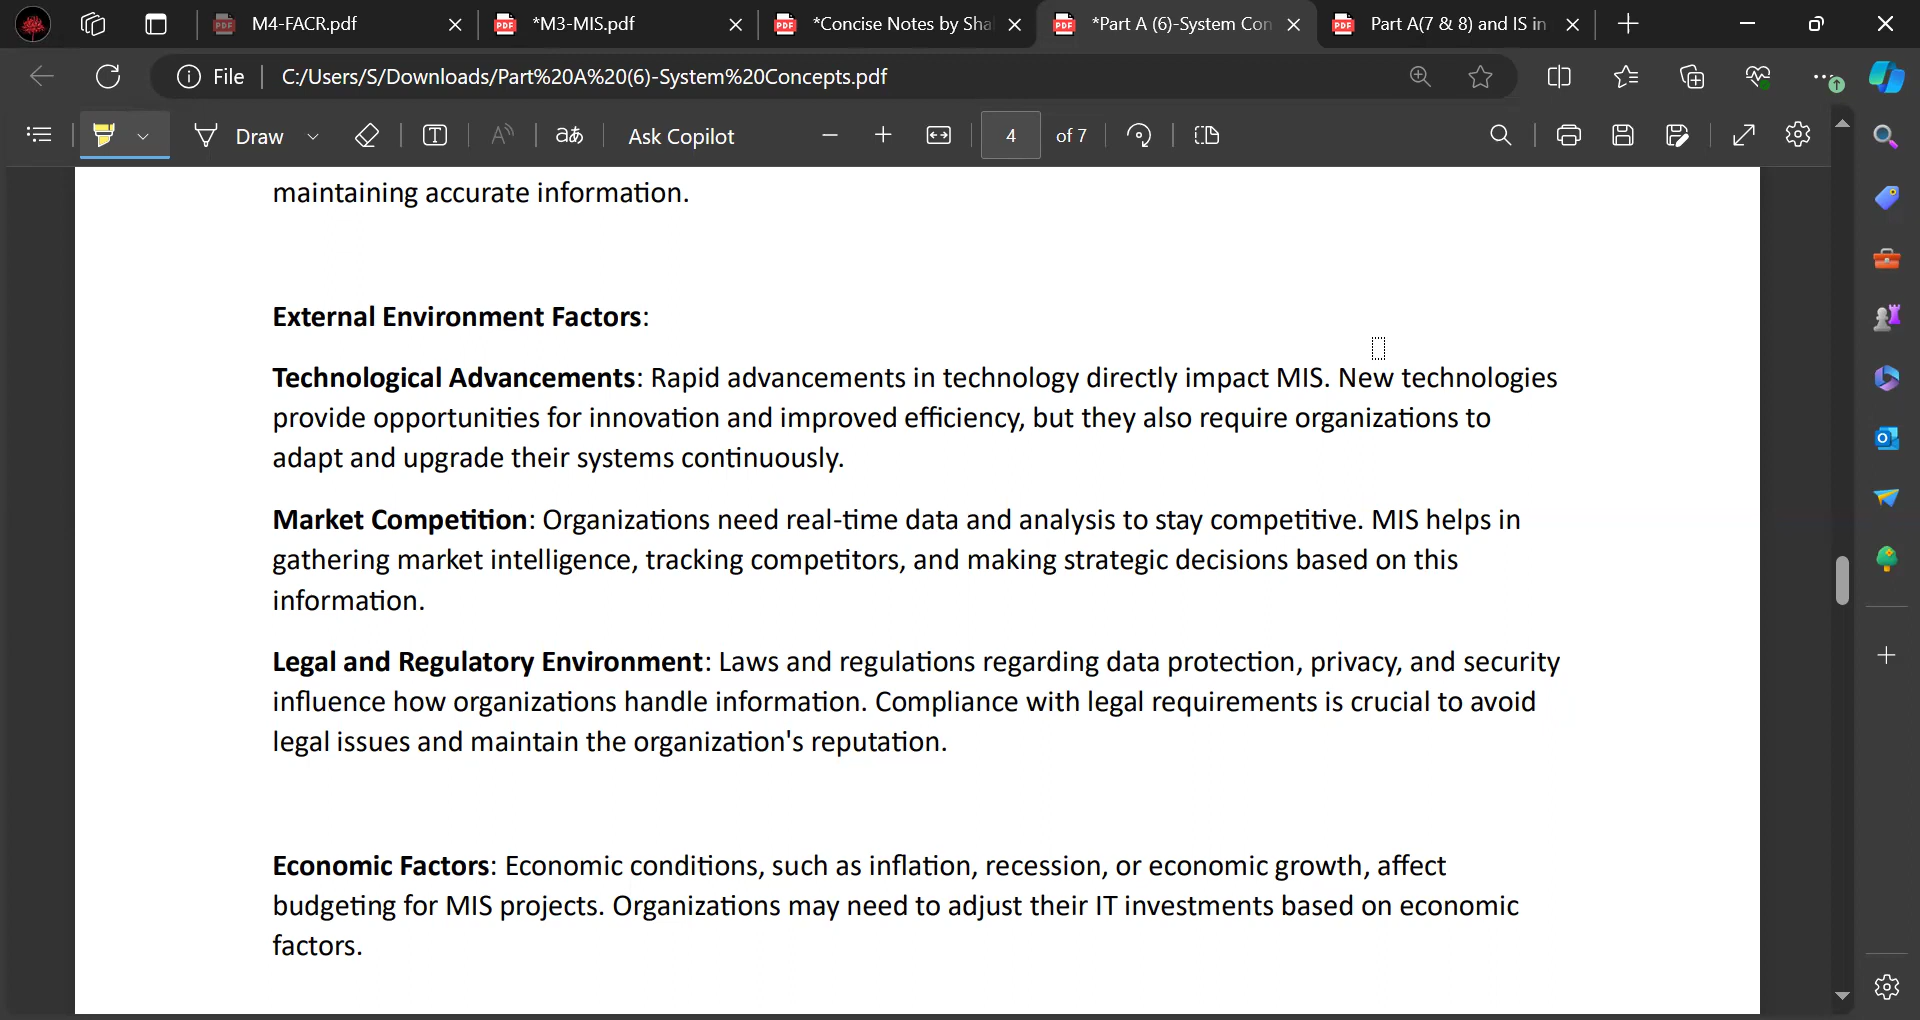 M4-FACR.pdf
*M3-MIS.pdf
*Concise Notes by Sha
*Part A (6)-System Con
Part A(7 & 8) and IS in
File
C:/Users/S/Downloads/Part%20A%20(6)-System%20Concepts.pdf
Draw
aあ
Ask Copilot
4
of 7
maintaining accurate information.
External Environment Factors:
Technological Advancements: Rapid advancements in technology directly impact MIS. New technologies
provide opportunities for innovation and improved efficiency, but they also require organizations to
adapt and upgrade their systems continuously.
Market Competition: Organizations need real-time data and analysis to stay competitive. MIS helps in
gathering market intelligence, tracking competitors, and making strategic decisions based on this
information.
Legal and Regulatory Environment: Laws and regulations regarding data protection, privacy, and security
influence how organizations handle information. Compliance with legal requirements is crucial to avoid
legal issues and maintain the organization's reputation.
Economic Factors: Economic conditions, such as inflation, recession, or economic growth, affect
budgeting for MIS projects. Organizations may need to adjust their IT investments based on economic
factors.